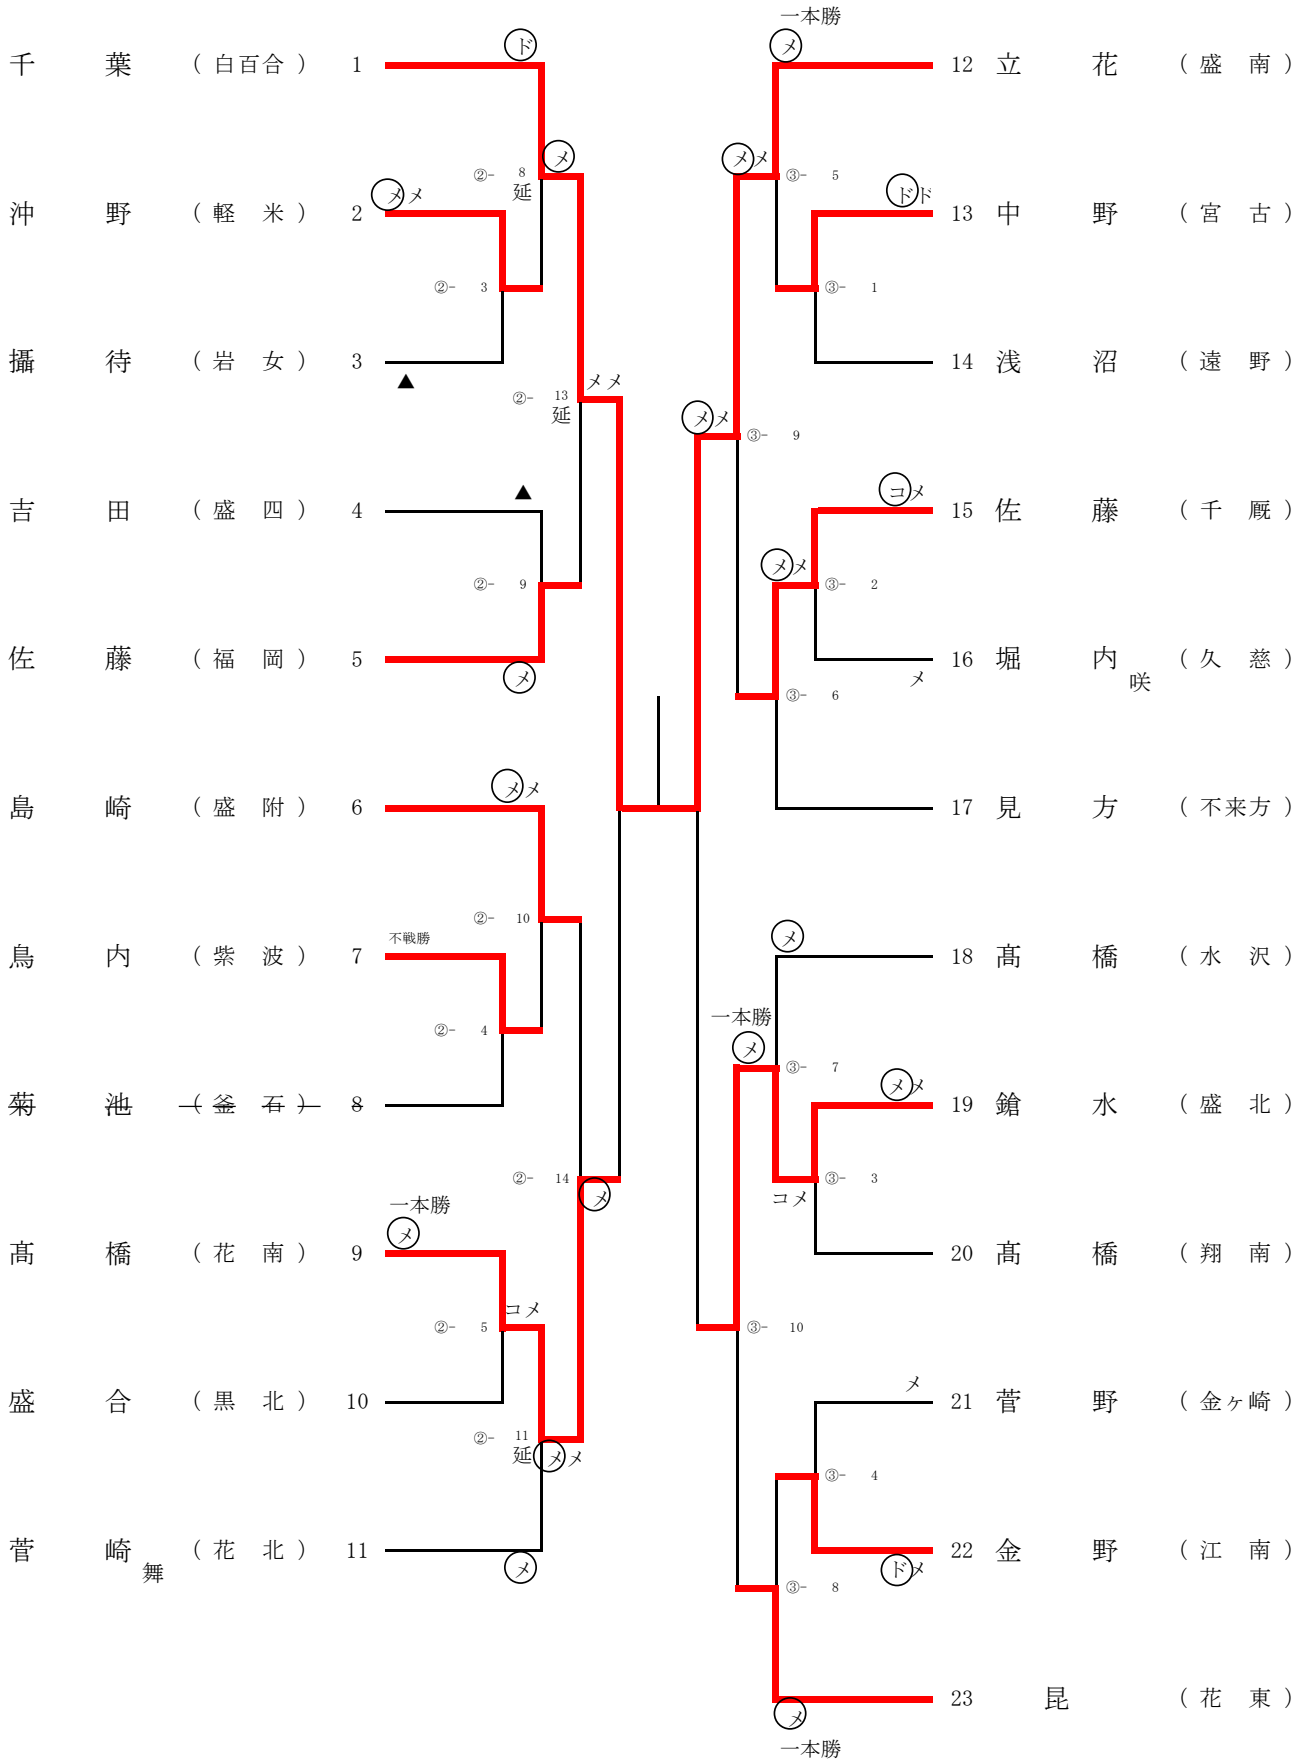 一本勝
ド
メ
千 葉 （ 白百合 ） 1
12 立 花 （ 盛 南 ）
メ
メメ
②- 8
延
③- 5
メメ
ドド
沖 野 （ 軽 米 ） 2
13 中 野 （ 宮 古 ）
②- 3
③- 1
攝 待 （ 岩 女 ） 3
▲
14 浅 沼 （ 遠 野 ）
②- 13
延
メメ
メメ
③- 9
▲
コメ
吉 田 （ 盛 四 ） 4
15 佐 藤 （ 千 厩 ）
メメ
②- 9
③- 2
佐 藤 （ 福 岡 ） 5
メ
16 堀 内 咲 （ 久 慈 ）
メ
③- 6
メメ
島 崎 （ 盛 附 ） 6
17 見 方 （ 不来方 ）
②- 10
不戦勝
メ
鳥 内 （ 紫 波 ） 7
18 髙 橋 （ 水 沢 ）
②- 4
一本勝
メ
③- 7
メメ
菊 池 （ 釜 石 ） 8
19 鎗 水 （ 盛 北 ）
②- 14
メ
③- 3
コメ
一本勝
メ
髙 橋 （ 花 南 ） 9
20 髙 橋 （ 翔 南 ）
コメ
②- 5
③- 10
メ
盛 合 （ 黒 北 ） 10
21 菅 野 （ 金ヶ崎 ）
②- 11
延
メメ
③- 4
菅 崎 舞 （ 花 北 ） 11
メ
22 金 野 （ 江 南 ）
ドメ
③- 8
23 昆 （ 花 東 ）
メ
一本勝